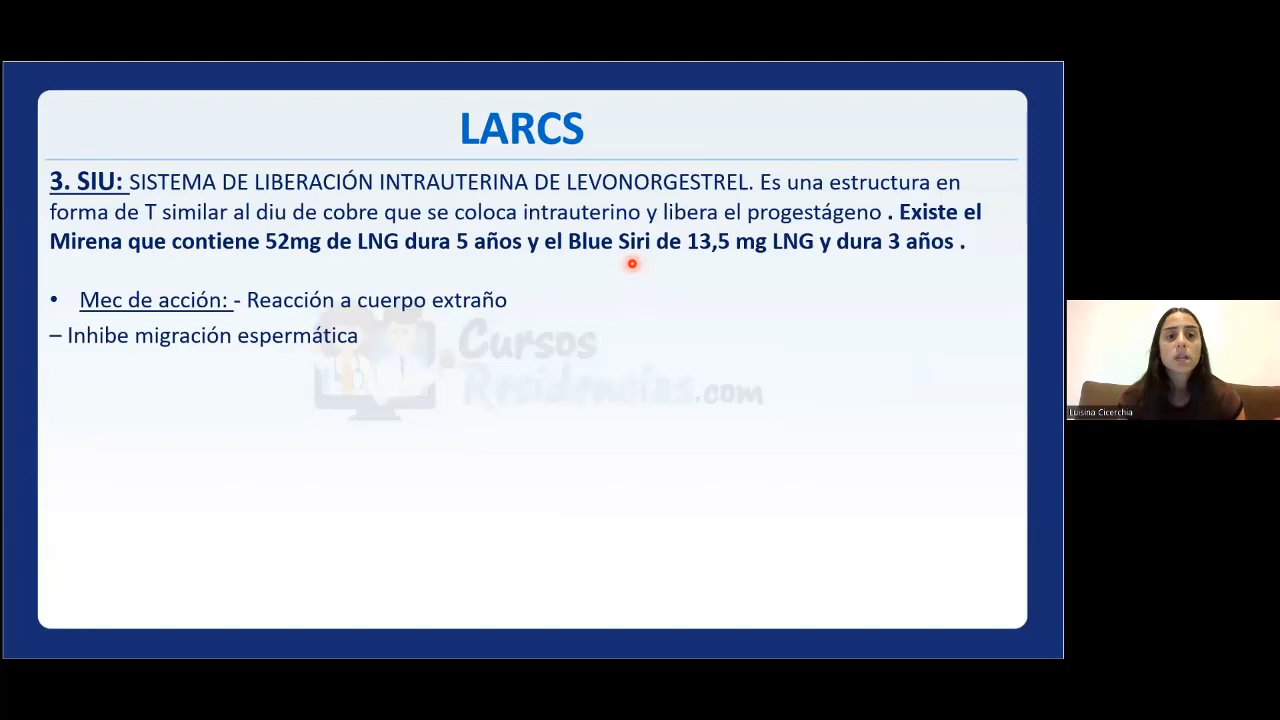 LARCS
3. SIU: SISTEMA DE LIBERACIÓN INTRAUTERINA DE LEVONORGESTREL. Es una estructura en
forma de T similar al diu de cobre que se coloca intrauterino y libera el progestágeno . Existe el
Mirena que contiene 52mg de LNG dura 5 años y el Blue Siri de 13,5 mg LNG y dura 3 años .
• Mec de acción: - Reacción a cuerpo extraño
– Inhibe migración espermática
Cursos
Residencias.com
Luisina Cicerchia